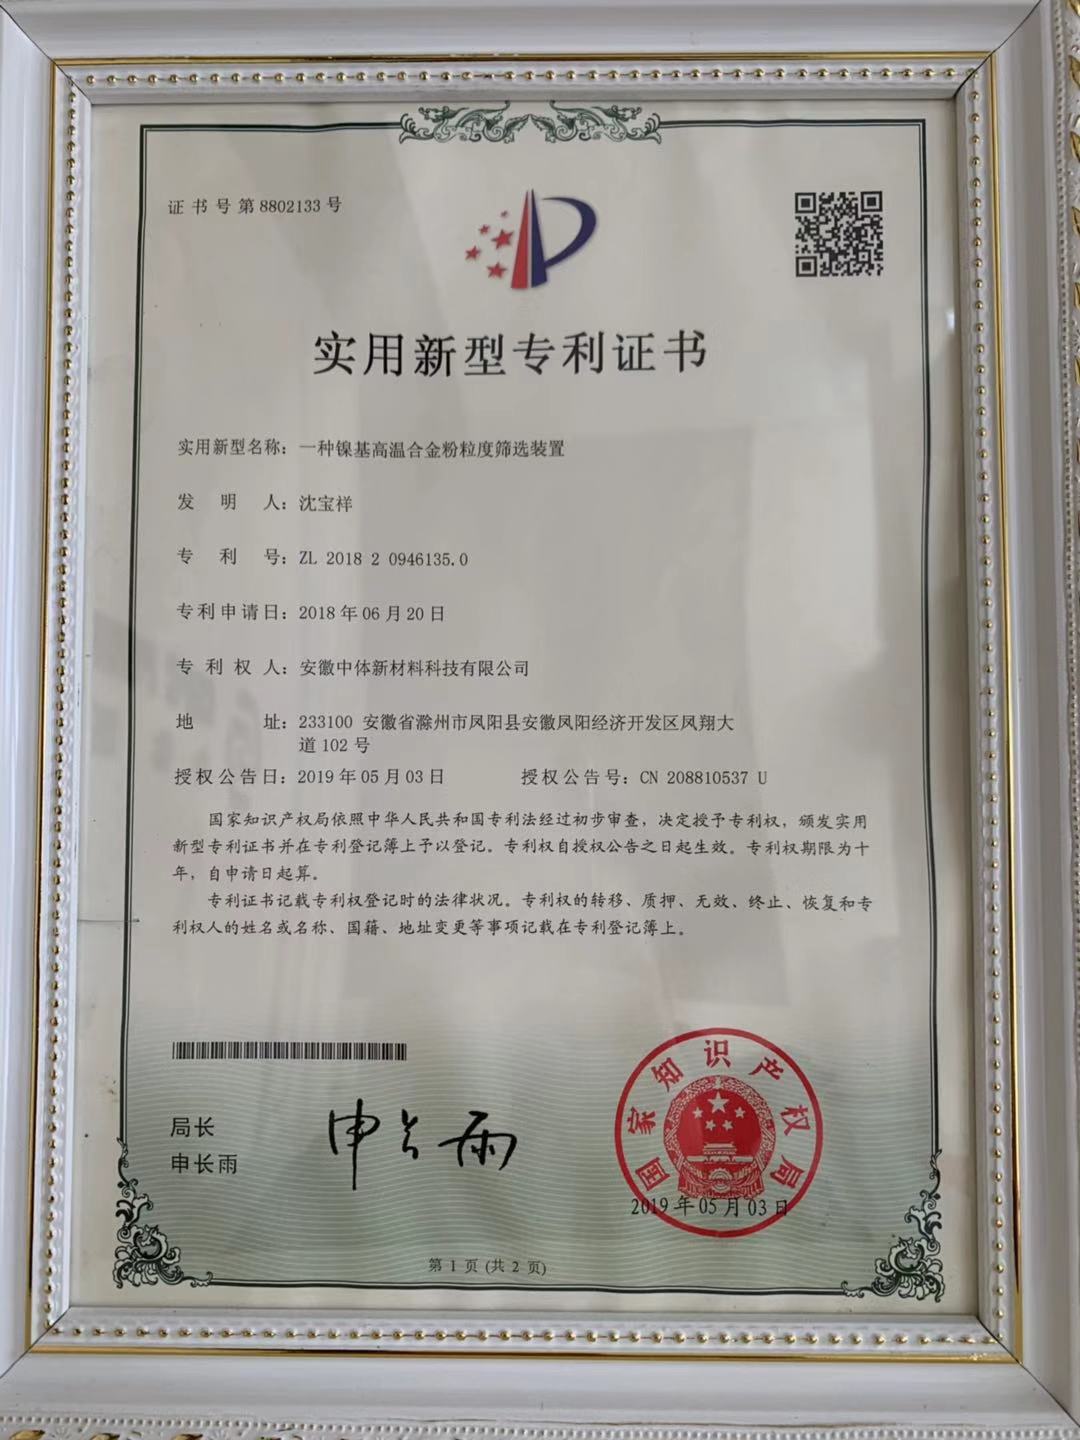 证书号第8802133号
实用新型专利证书
实用新型名称：一种镍基高温合金粉粒度筛选装置
发明人：沈宝祥
专利号：ZL 2018 2 0946135.0
专利申请日：2018年06月20日
专利权人：安徽中体新材料科技有限公司
地址：233100 安徽省滁州市凤阳县安徽凤阳经济开发区凤翔大
道102号
授权公告日：2019年05月03日 授权公告号：CN 208810537 U
国家知识产权局依照中华人民共和国专利法经过初步审查，决定授予专利权，颁发实用
新型专利证书并在专利登记簿上予以登记。专利权自授权公告之日起生效。专利权期限为十
年，自申请日起算。
专利证书记载专利权登记时的法律状况。专利权的转移、质押、无效、终止、恢复和专
利权人的姓名或名称、国籍、地址变更等事项记载在专利登记簿上。
局长
申长雨
申长雨
国家知识产权局
2019年05月03日
第1页(共2页)